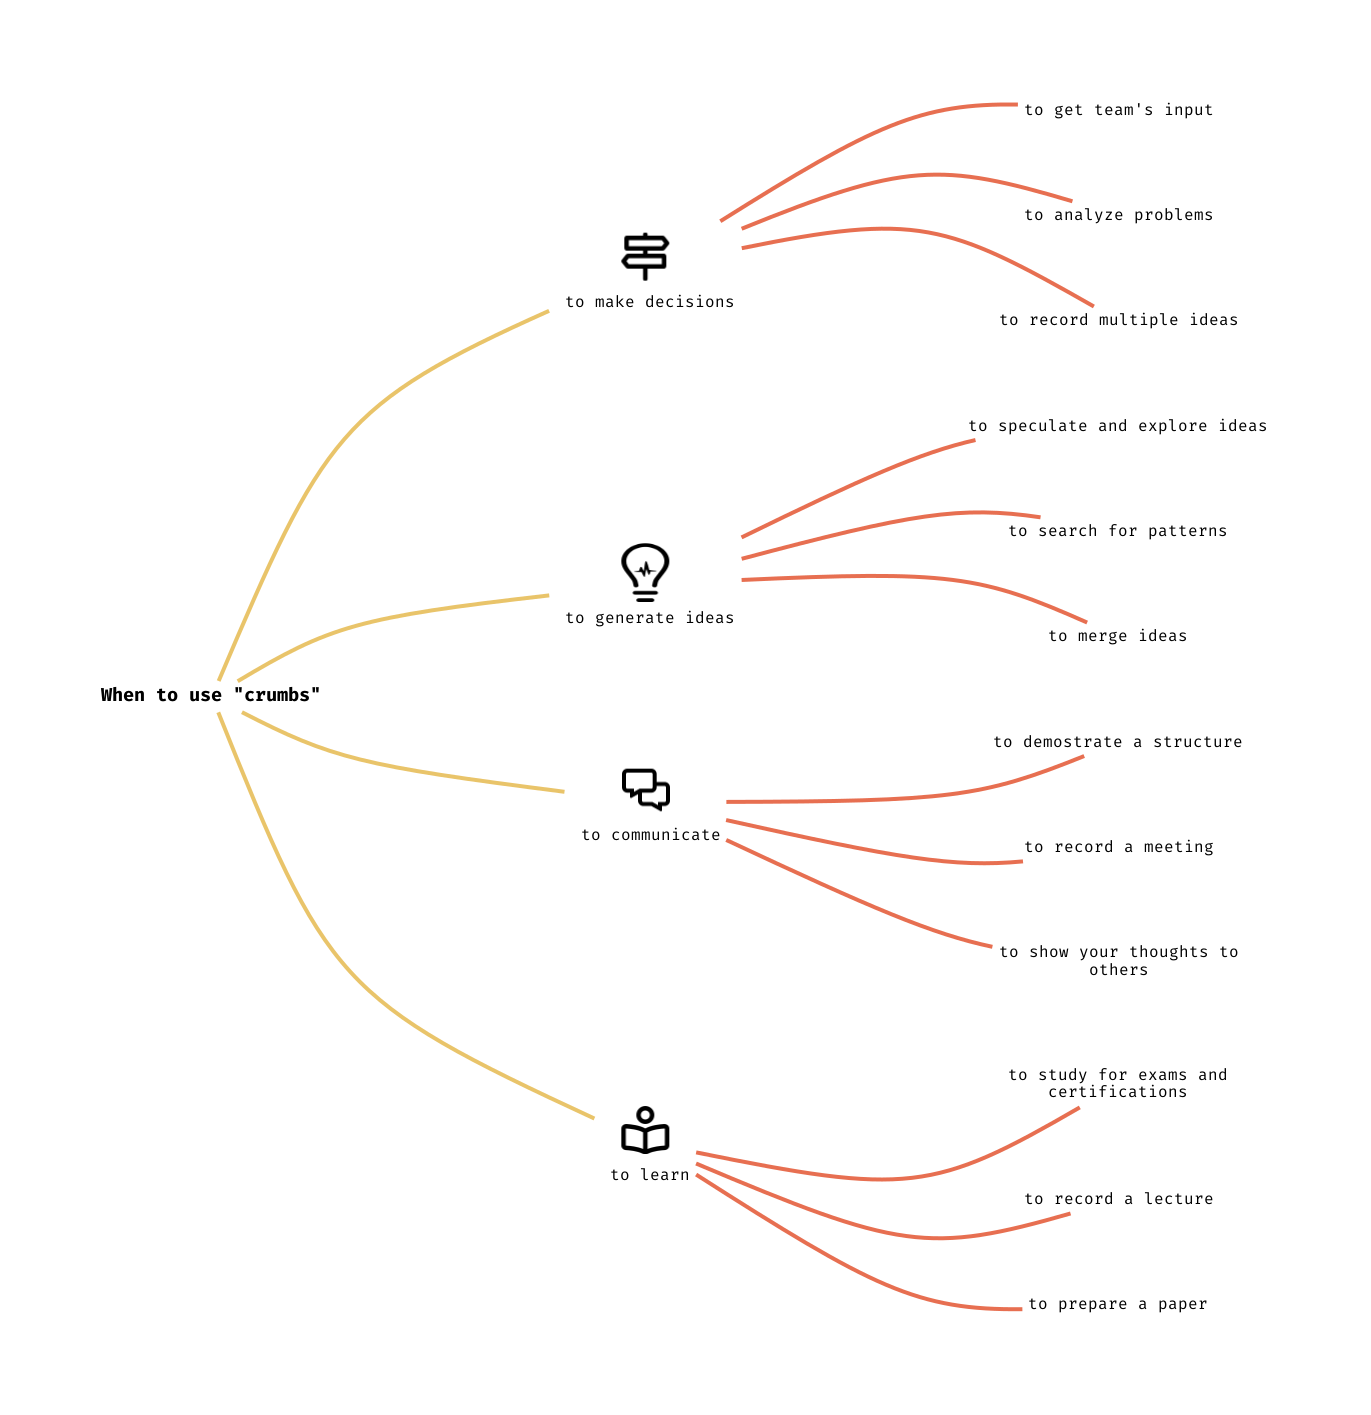 When to use "crumbs"
to make decisions
to get team's input
to analyze problems
to record multiple ideas
to generate ideas
to speculate and explore ideas
to search for patterns
to merge ideas
to communicate
to demostrate a structure
to record a meeting
to show your thoughts to
others
to learn
to study for exams and
certifications
to record a lecture
to prepare a paper